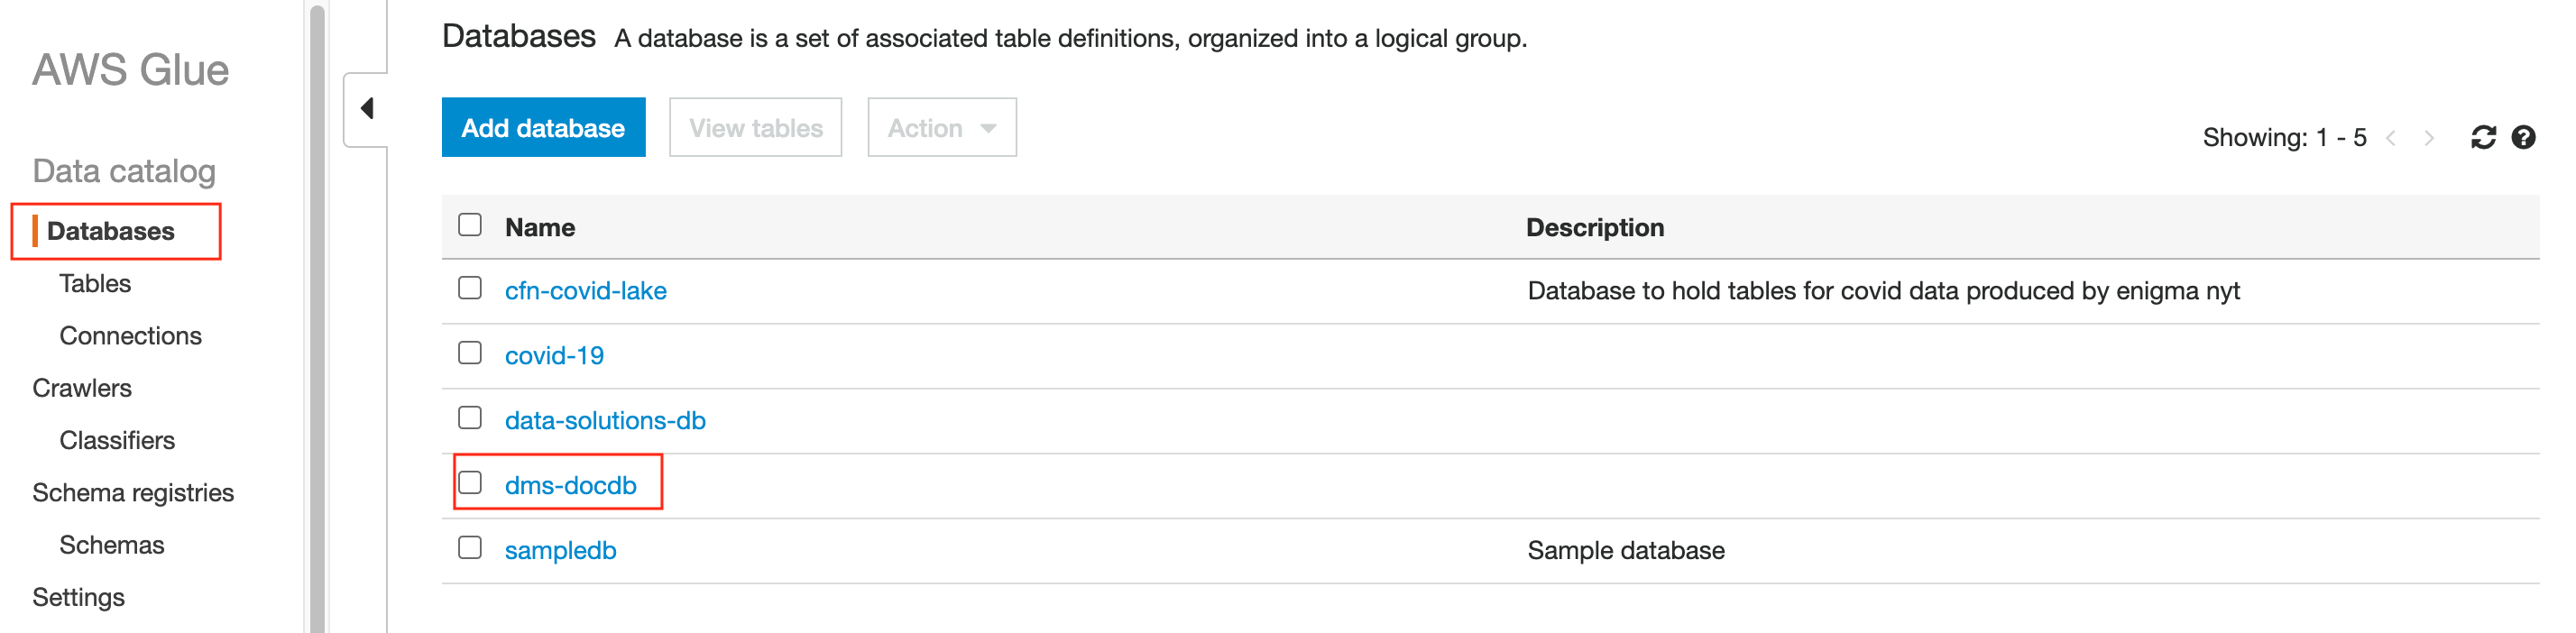 AWS Glue
Data catalog
Databases
Tables
Connections
Crawlers
Classifiers
Schema registries
Schemas
Settings
Databases A database is a set of associated table definitions, organized into a logical group.
Add database View tables Action
Showing: 1 - 5
Name Description
cfn-covid-lake Database to hold tables for covid data produced by enigma nyt
covid-19
data-solutions-db
dms-docdb
sampledb Sample database